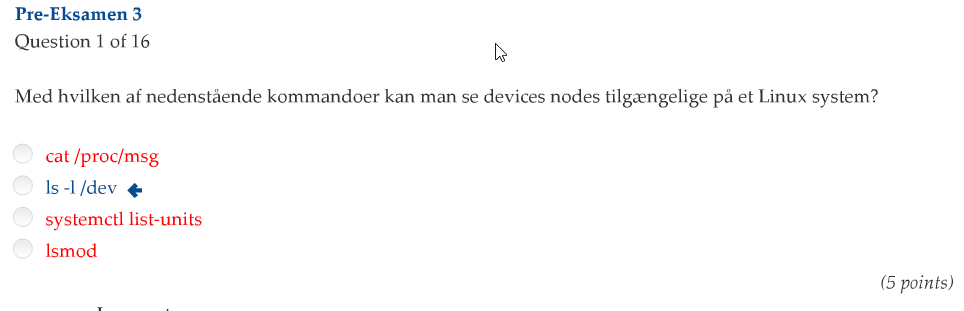 Pre-Eksamen 3
Question 1 of 16
Med hvilken af nedenstående kommandoer kan man se devices nodes tilgængelige på et Linux system?
cat /proc/msg
ls -l /dev
systemctl list-units
lsmod
(5 points)